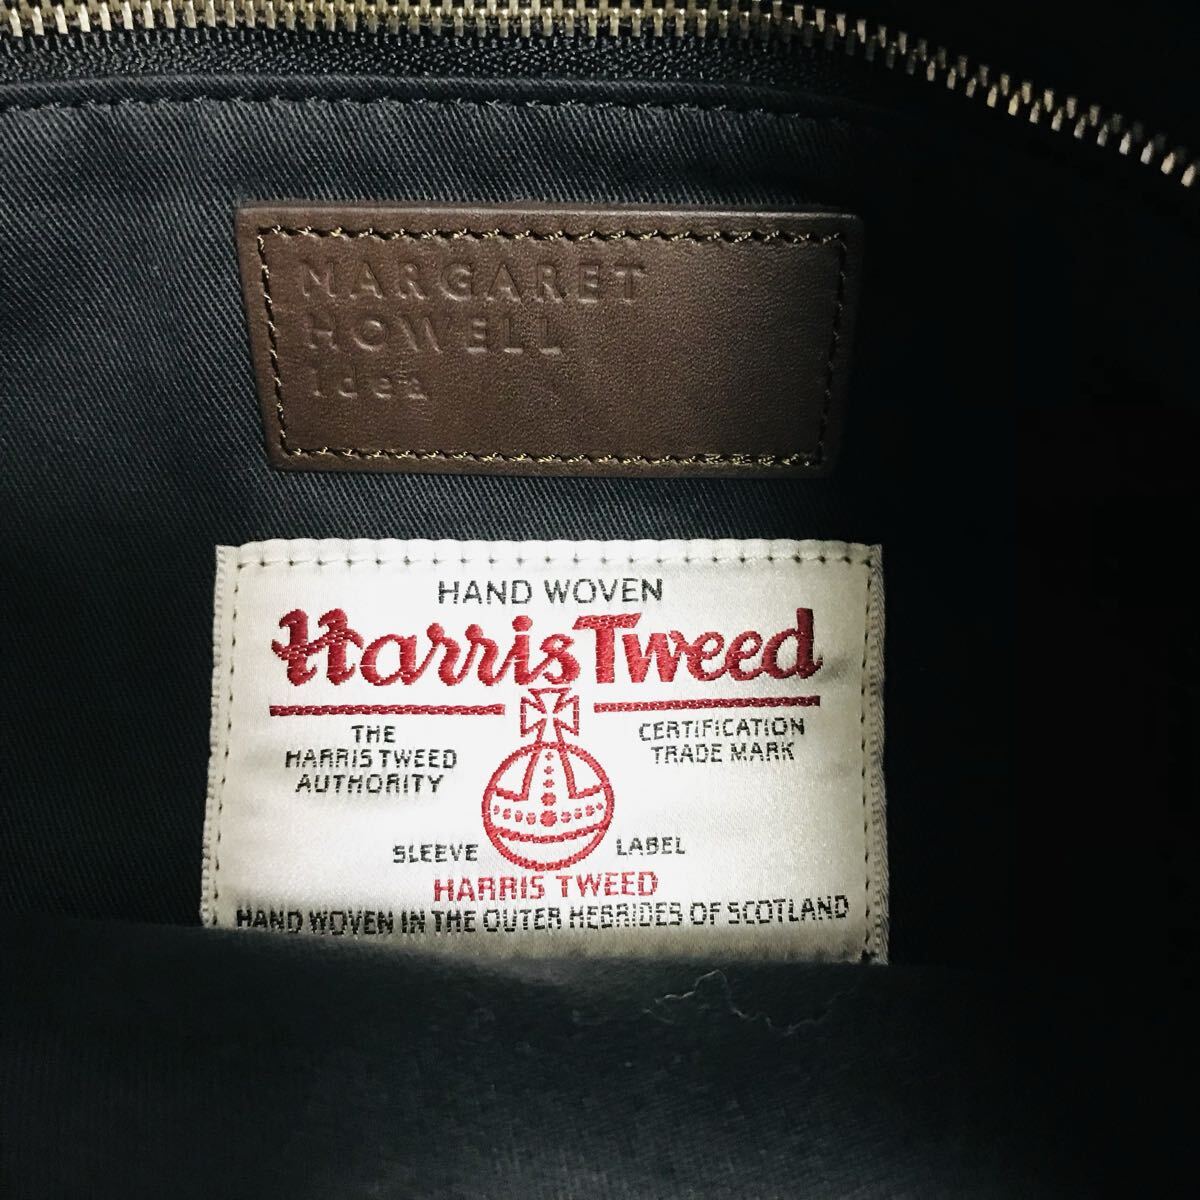 MARGARET
HOWELL
idea
HAND WOVEN
Harris Tweed
THE
HARRIS TWEED
AUTHORITY
CERTIFICATION
TRADE MARK
SLEEVE LABEL
HARRIS TWEED
HAND WOVEN IN THE OUTER HEBRIDES OF SCOTLAND